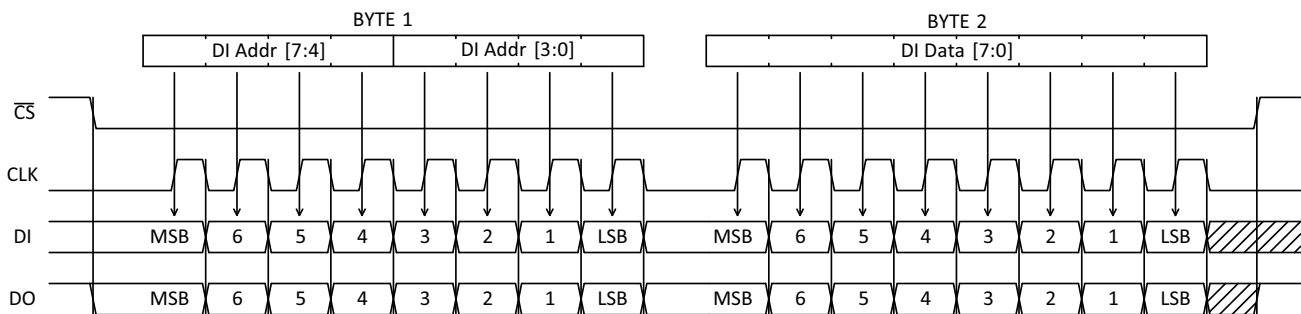 BYTE 1 BYTE 2
DI Addr [7:4] DI Addr [3:0] DI Data [7:0]
CS
CLK
DI MSB 6 5 4 3 2 1 LSB MSB 6 5 4 3 2 1 LSB
DO MSB 6 5 4 3 2 1 LSB MSB 6 5 4 3 2 1 LSB